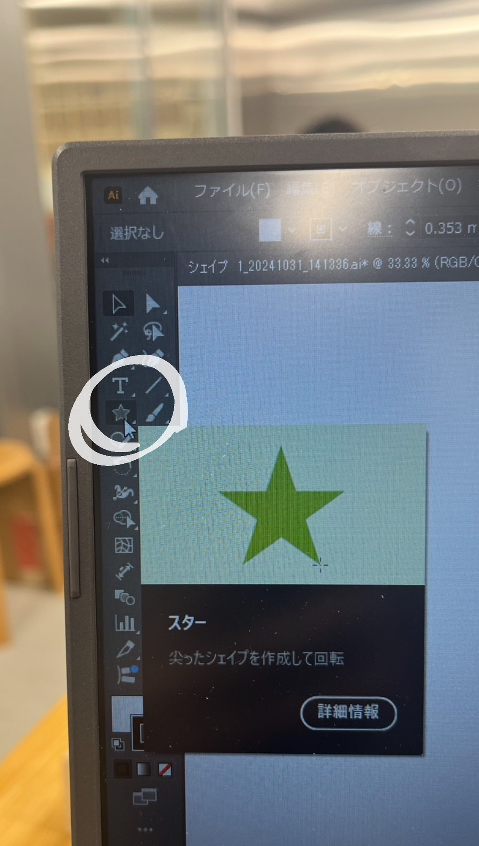 Ai ファイル(F) 編集 オブジェクト(O)
選択なし 線: 0.353 m
シェイプ 1_20241031_141336.ai* @ 33.33 % (RGB/
T
スター
尖ったシェイプを作成して回転
詳細情報